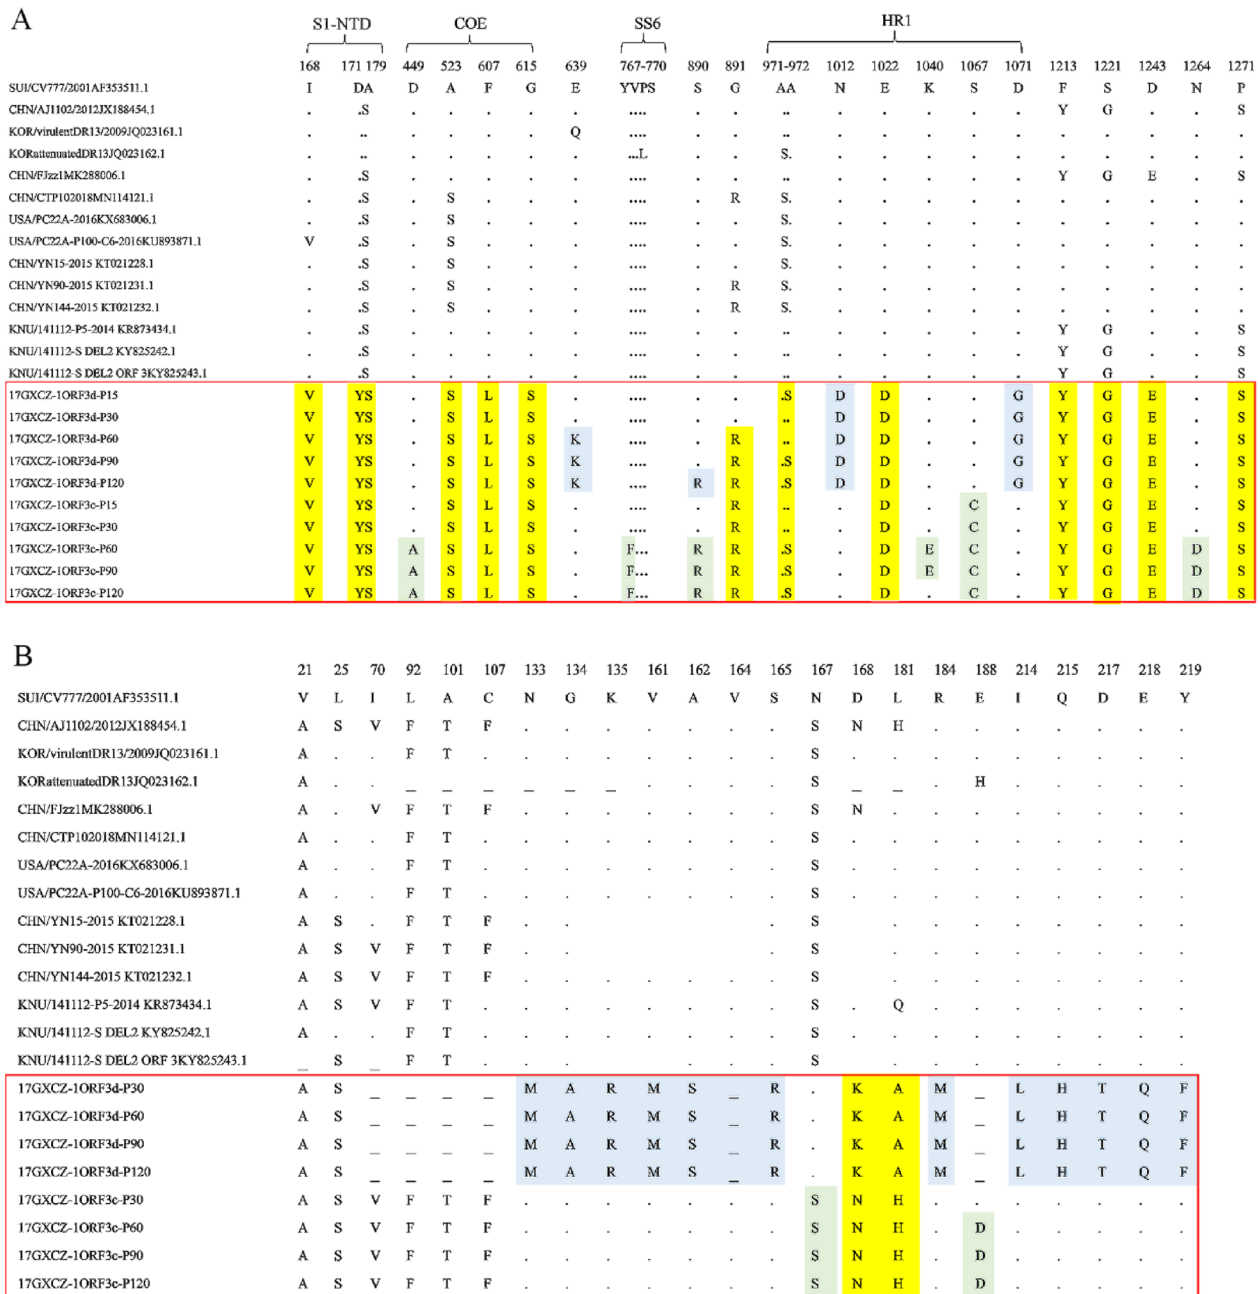 A
S1-NTD COE SS6 HR1
168 171 179 449 523 607 615 639 767-770 890 891 971-972 1012 1022 1040 1067 1071 1213 1221 1243 1264 1271
SUI/CV777/2001AF353511.1 I DA D A F G E YVPS S G AA N E K S D F S D N P
CHN/AJ1102/2012JX188454.1 . .S . . . . . .... . . .. . . . . . Y G . . S
KOR/virulentDR13/2009JQ023161.1 . .. . . . . Q .... . . .. . . . . . . . . . .
KORattenuatedDR13JQ023162.1 . .. . . . . . ...L . . S. . . . . . . . . . .
CHN/FJzz1MK288006.1 . .S . . . . . .... . . .. . . . . . Y G E . S
CHN/CTP102018MN114121.1 . .S . S . . . .... . R S. . . . . . . . . . .
USA/PC22A-2016KX683006.1 . .S . S . . . .... . . S. . . . . . . . . . .
USA/PC22A-P100-C6-2016KU893871.1 V .S . S . . . .... . . S. . . . . . . . . . .
CHN/YN15-2015 KT021228.1 . .S . S . . . .... . . S. . . . . . . . . . .
CHN/YN90-2015 KT021231.1 . .S . S . . . .... . R S. . . . . . . . . . .
CHN/YN144-2015 KT021232.1 . .S . S . . . .... . R S. . . . . . . . . . .
KNU/141112-P5-2014 KR873434.1 . .S . . . . . .... . . .. . . . . . Y G . . S
KNU/141112-S DEL2 KY825242.1 . .S . . . . . .... . . .. . . . . . Y G . . S
KNU/141112-S DEL2 ORF 3KY825243.1 . .S . . . . . .... . . .. . . . . . Y G . . S
17GXCZ-1ORF3d-P15 V YS . S L S . .... . . .S D D . . G Y G E . S
17GXCZ-1ORF3d-P30 V YS . S L S . .... . . .. D D . . G Y G E . S
17GXCZ-1ORF3d-P60 V YS . S L S K .... . R .. D D . . G Y G E . S
17GXCZ-1ORF3d-P90 V YS . S L S K .... . R .S D D . . G Y G E . S
17GXCZ-1ORF3d-P120 V YS . S L S K .... R R .S D D . . G Y G E . S
17GXCZ-1ORF3c-P15 V YS . S L S . .... . R .. . D . C . Y G E . S
17GXCZ-1ORF3c-P30 V YS . S L S . .... . R .. . D . C . Y G E . S
17GXCZ-1ORF3c-P60 V YS A S L S . F... R R .S . D E C . Y G E D S
17GXCZ-1ORF3c-P90 V YS A S L S . F... R R .S . D E C . Y G E D S
17GXCZ-1ORF3c-P120 V YS A S L S . F... R R .S . D . C . Y G E D S
B
21 25 70 92 101 107 133 134 135 161 162 164 165 167 168 181 184 188 214 215 217 218 219
SUI/CV777/2001AF353511.1 V L I L A C N G K V A V S N D L R E I Q D E Y
CHN/AJ1102/2012JX188454.1 A S V F T F . . . . . . . S N H . . . . . . .
KOR/virulentDR13/2009JQ023161.1 A . . F T . . . . . . . . S . . . . . . . . .
KORattenuatedDR13JQ023162.1 A . . _ _ _ _ _ _ . . . . S _ _ . H . . . . .
CHN/FJzz1MK288006.1 A . V F T F . . . . . . . S N . . . . . . . .
CHN/CTP102018MN114121.1 A . . F T . . . . . . . . S . . . . . . . . .
USA/PC22A-2016KX683006.1 A . . F T . . . . . . . . S . . . . . . . . .
USA/PC22A-P100-C6-2016KU893871.1 A . . F T . . . . . . . . S . . . . . . . . .
CHN/YN15-2015 KT021228.1 A S . F T F . . . . . . S . . . . . . . . .
CHN/YN90-2015 KT021231.1 A S V F T F . . . . . . S . . . . . . . . .
CHN/YN144-2015 KT021232.1 A S V F T F . . . . . . . S . . . . . . . . .
KNU/141112-P5-2014 KR873434.1 A S V F T . . . . . . . . S . Q . . . . . . .
KNU/141112-S DEL2 KY825242.1 A . . F T . . . . . . . . S . . . . . . . . .
KNU/141112-S DEL2 ORF 3KY825243.1 _ S _ F T . . . . . . . . S . . . . . . . . .
17GXCZ-1ORF3d-P30 A S _ _ _ _ M A R M S _ R . K A M _ L H T Q F
17GXCZ-1ORF3d-P60 A S _ _ _ _ M A R M S _ R . K A M _ L H T Q F
17GXCZ-1ORF3d-P90 A S _ _ _ _ M A R M S _ R . K A M _ L H T Q F
17GXCZ-1ORF3d-P120 A S _ _ _ _ M A R M S _ R . K A M _ L H T Q F
17GXCZ-1ORF3c-P30 A S V F T F . . . . . . . S N H . . . . . . .
17GXCZ-1ORF3c-P60 A S V F T F . . . . . . . S N H . D . . . . .
17GXCZ-1ORF3c-P90 A S V F T F . . . . . . . S N H . D . . . . .
17GXCZ-1ORF3c-P120 A S V F T F . . . . . . . S N H . D . . . . .